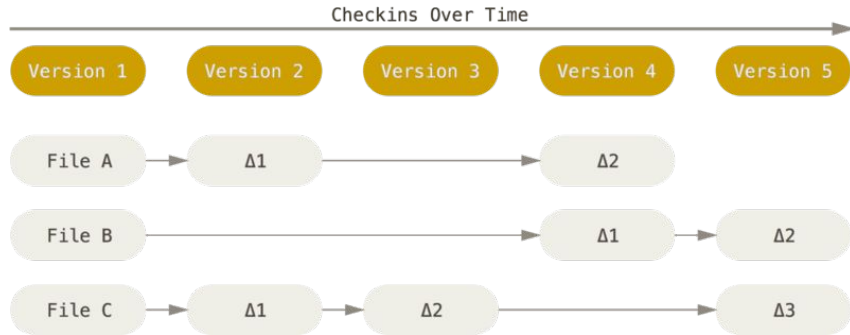 Checkins Over Time
Version 1 Version 2 Version 3 Version 4 Version 5
File A Δ1 Δ2
File B Δ1 Δ2
File C Δ1 Δ2 Δ3